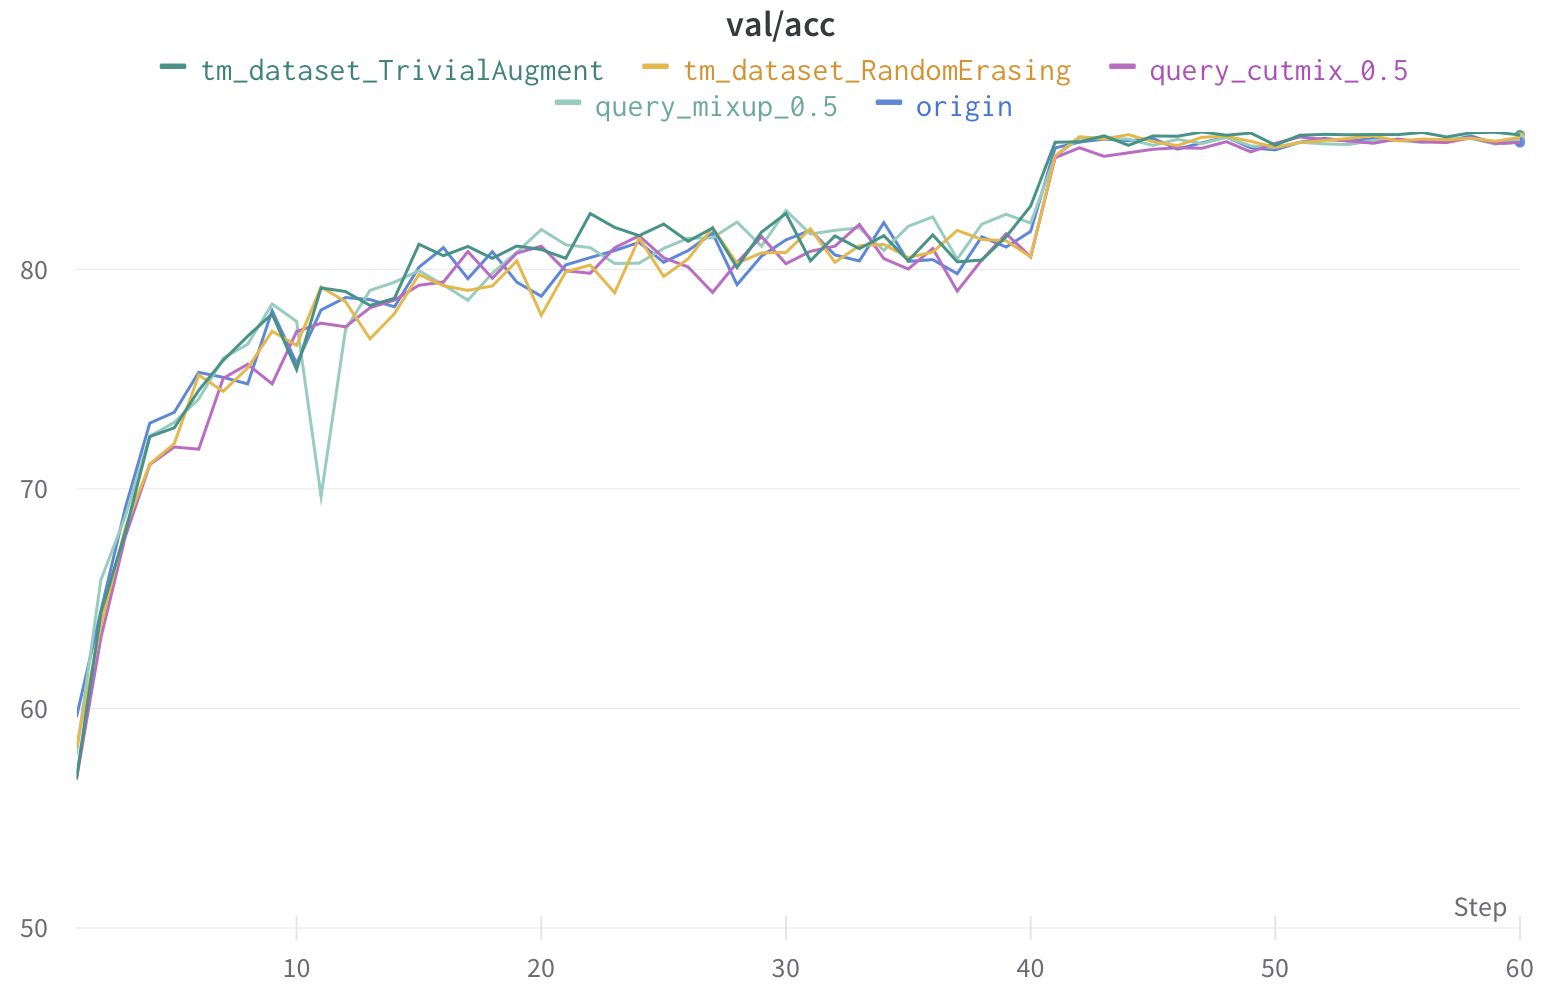 val/acc
tm_dataset_TrivialAugment tm_dataset_RandomErasing query_cutmix_0.5
query_mixup_0.5 origin
80
70
60
50
Step
10 20 30 40 50 60